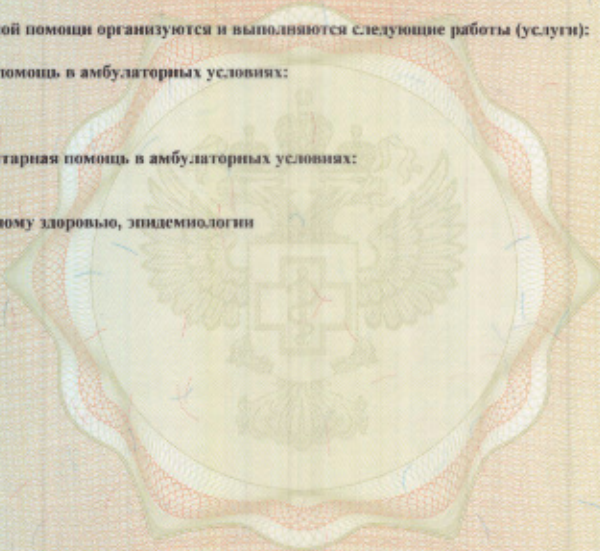 ой помощи организуются и выполняются следующие работы (услуги):
помощь в амбулаторных условиях:
тарная помощь в амбулаторных условиях:
ному здоровью, эпидемиологии